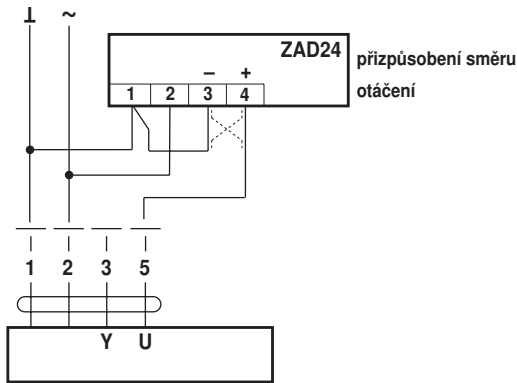 ⊥ ~
ZAD24
přizpůsobení směru
otáčení
– +
1 2 3 4
1 2 3 5
Y U